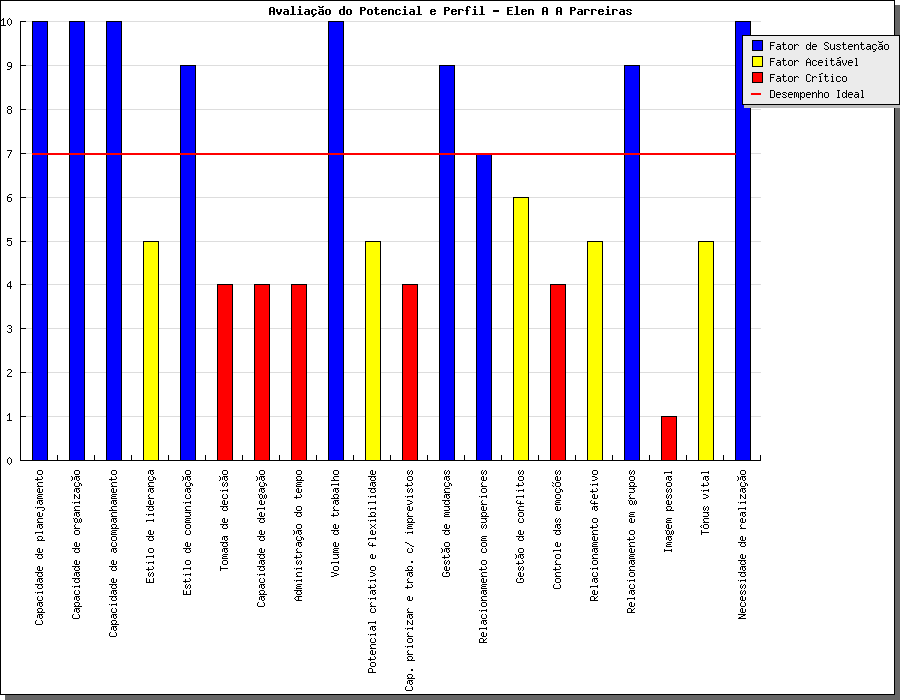 Avaliação do Potencial e Perfil - Elen A A Parreiras
10
9
8
7
6
5
4
3
2
1
0
Fator de Sustentação
Fator Aceitável
Fator Crítico
Desempenho Ideal
Capacidade de planejamento
Capacidade de organização
Capacidade de acompanhamento
Estilo de liderança
Estilo de comunicação
Tomada de decisão
Capacidade de delegação
Administração do tempo
Volume de trabalho
Potencial criativo e flexibilidade
Cap. priorizar e trab. c/ imprevistos
Gestão de mudanças
Relacionamento com superiores
Gestão de conflitos
Controle das emoções
Relacionamento afetivo
Relacionamento em grupos
Imagem pessoal
Tônus vital
Necessidade de realização